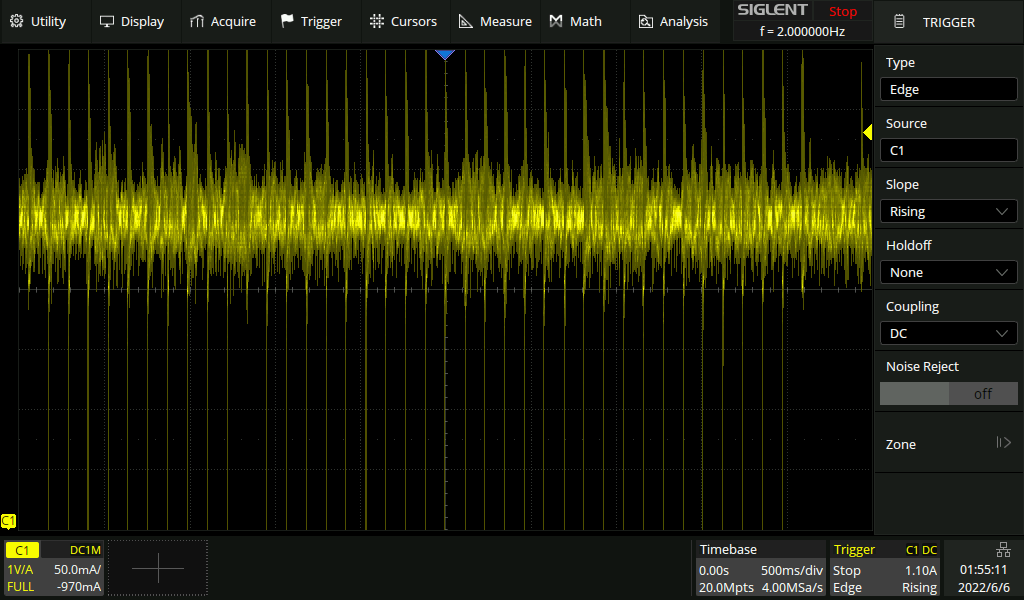 Utility Display Acquire Trigger Cursors Measure Math Analysis SIGLENT Stop
f = 2.000000Hz
TRIGGER
Type
Edge
Source
C1
Slope
Rising
Holdoff
None
Coupling
DC
Noise Reject
off
Zone
C1
C1 DC1M
1V/A 50.0mA/
FULL -970mA
Timebase
0.00s 500ms/div
20.0Mpts 4.00MSa/s
Trigger C1 DC
Stop 1.10A
Edge Rising
01:55:11
2022/6/6